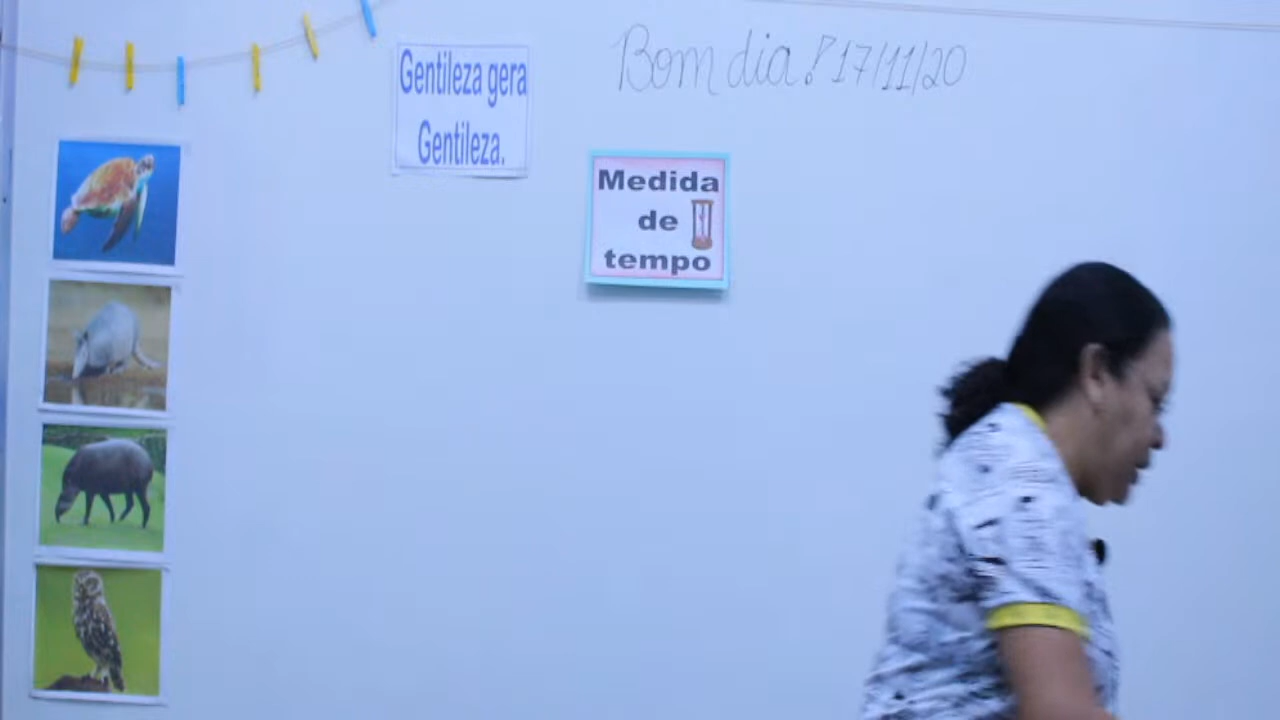 Bom dia! 17/11/20
Gentileza gera
Gentileza.
Medida
de
tempo